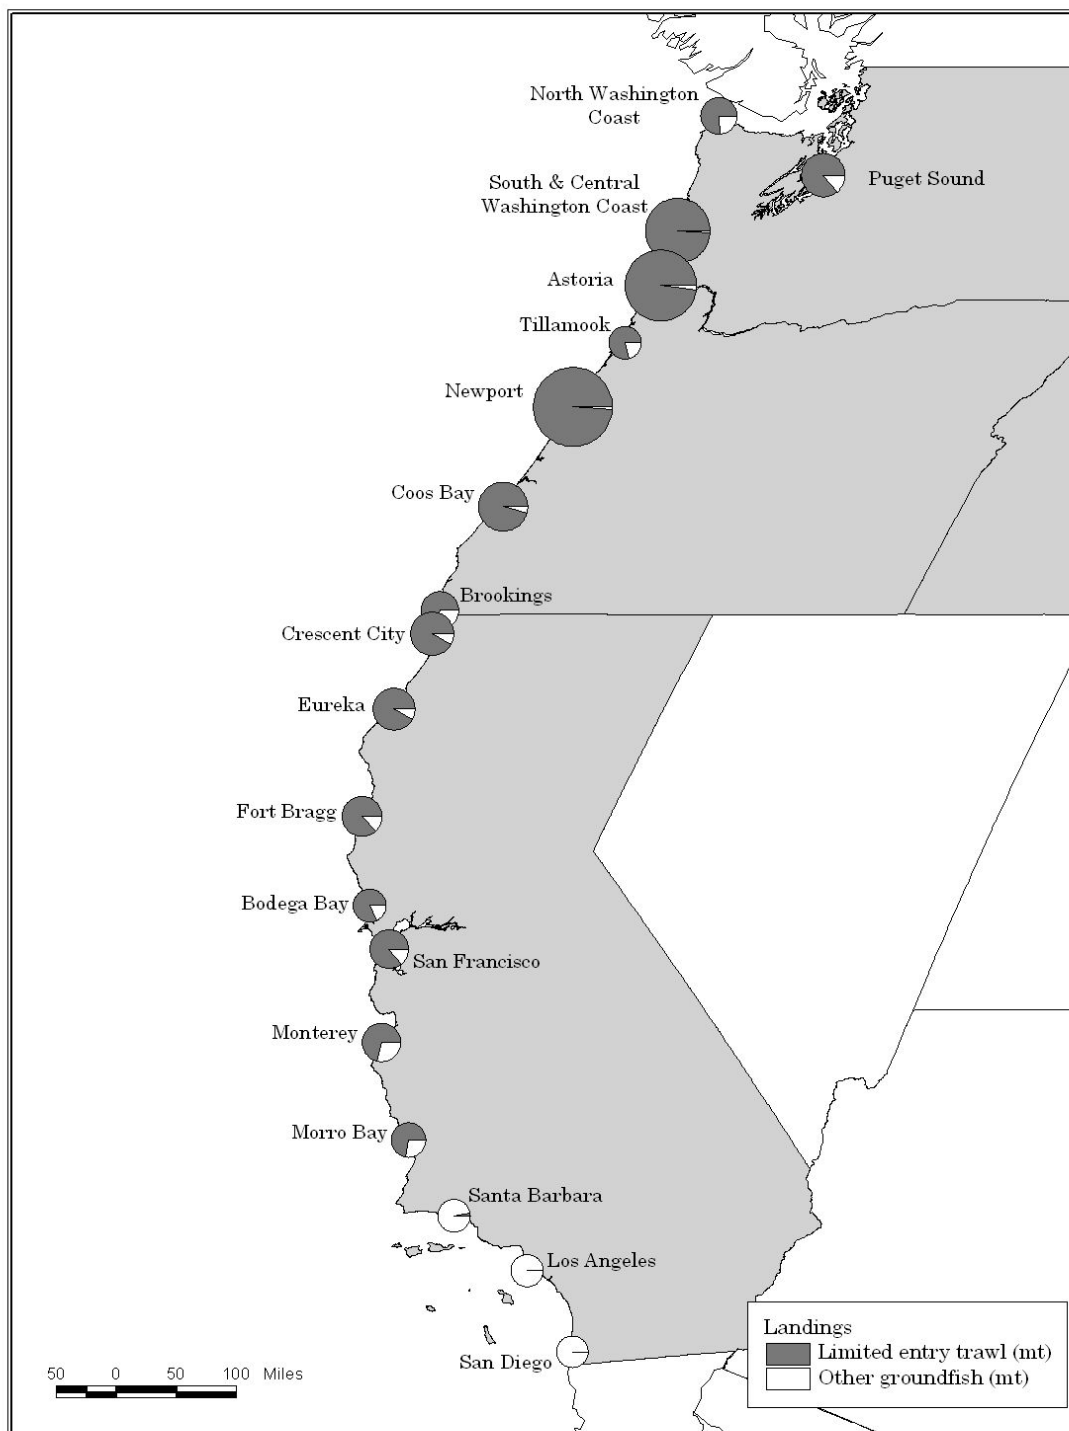 North Washington
Coast
Puget Sound
South & Central
Washington Coast
Astoria
Tillamook
Newport
Coos Bay
Brookings
Crescent City
Eureka
Fort Bragg
Bodega Bay
San Francisco
Monterey
Morro Bay
Santa Barbara
Los Angeles
San Diego
Landings
Limited entry trawl (mt)
Other groundfish (mt)
50 0 50 100 Miles